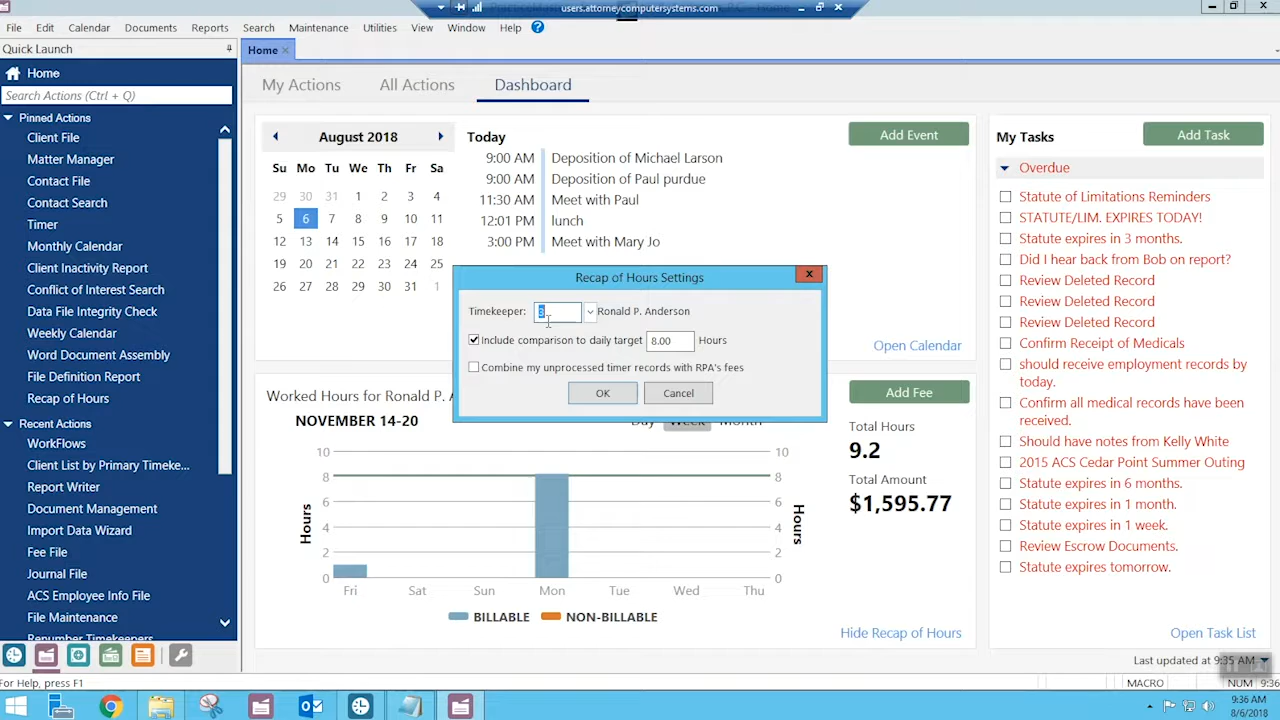 users.attorneycomputersystems.com
File Edit Calendar Documents Reports Search Maintenance Utilities View Window Help ?
Quick Launch
Home
Search Actions (Ctrl + Q)
Pinned Actions
Client File
Matter Manager
Contact File
Contact Search
Timer
Monthly Calendar
Client Inactivity Report
Conflict of Interest Search
Data File Integrity Check
Weekly Calendar
Word Document Assembly
File Definition Report
Recap of Hours
Recent Actions
WorkFlows
Client List by Primary Timeke...
Report Writer
Document Management
Import Data Wizard
Fee File
Journal File
ACS Employee Info File
File Maintenance
Renumber Timekeepers
For Help, press F1
Home
My Actions All Actions Dashboard
August 2018
Su Mo Tu We Th Fr Sa
29 30 31 1 2 3 4
5 6 7 8 9 10 11
12 13 14 15 16 17 18
19 20 21 22 23 24 25
26 27 28 29 30 31 1
Today
Add Event
9:00 AM Deposition of Michael Larson
9:00 AM Deposition of Paul purdue
11:30 AM Meet with Paul
12:01 PM lunch
3:00 PM Meet with Mary Jo
Open Calendar
Recap of Hours Settings
Timekeeper: 3 Ronald P. Anderson
Include comparison to daily target 8.00 Hours
Combine my unprocessed timer records with RPA's fees
OK Cancel
Worked Hours for Ronald P. A
NOVEMBER 14-20
Day Week Month
Add Fee
Total Hours
9.2
Total Amount
$1,595.77
10 10
8 8
6 6
4 4
2 2
0 0
Hours Hours
Fri Sat Sun Mon Tue Wed Thu
BILLABLE NON-BILLABLE
Hide Recap of Hours
My Tasks
Add Task
Overdue
Statute of Limitations Reminders
STATUTE/LIM. EXPIRES TODAY!
Statute expires in 3 months.
Did I hear back from Bob on report?
Review Deleted Record
Review Deleted Record
Review Deleted Record
Confirm Receipt of Medicals
should receive employment records by
today.
Confirm all medical records have been
received.
Should have notes from Kelly White
2015 ACS Cedar Point Summer Outing
Statute expires in 6 months.
Statute expires in 1 month.
Statute expires in 1 week.
Review Escrow Documents.
Statute expires tomorrow.
Open Task List
Last updated at 9:35 AM
MACRO NUM 9:36
9:36 AM
8/6/2018